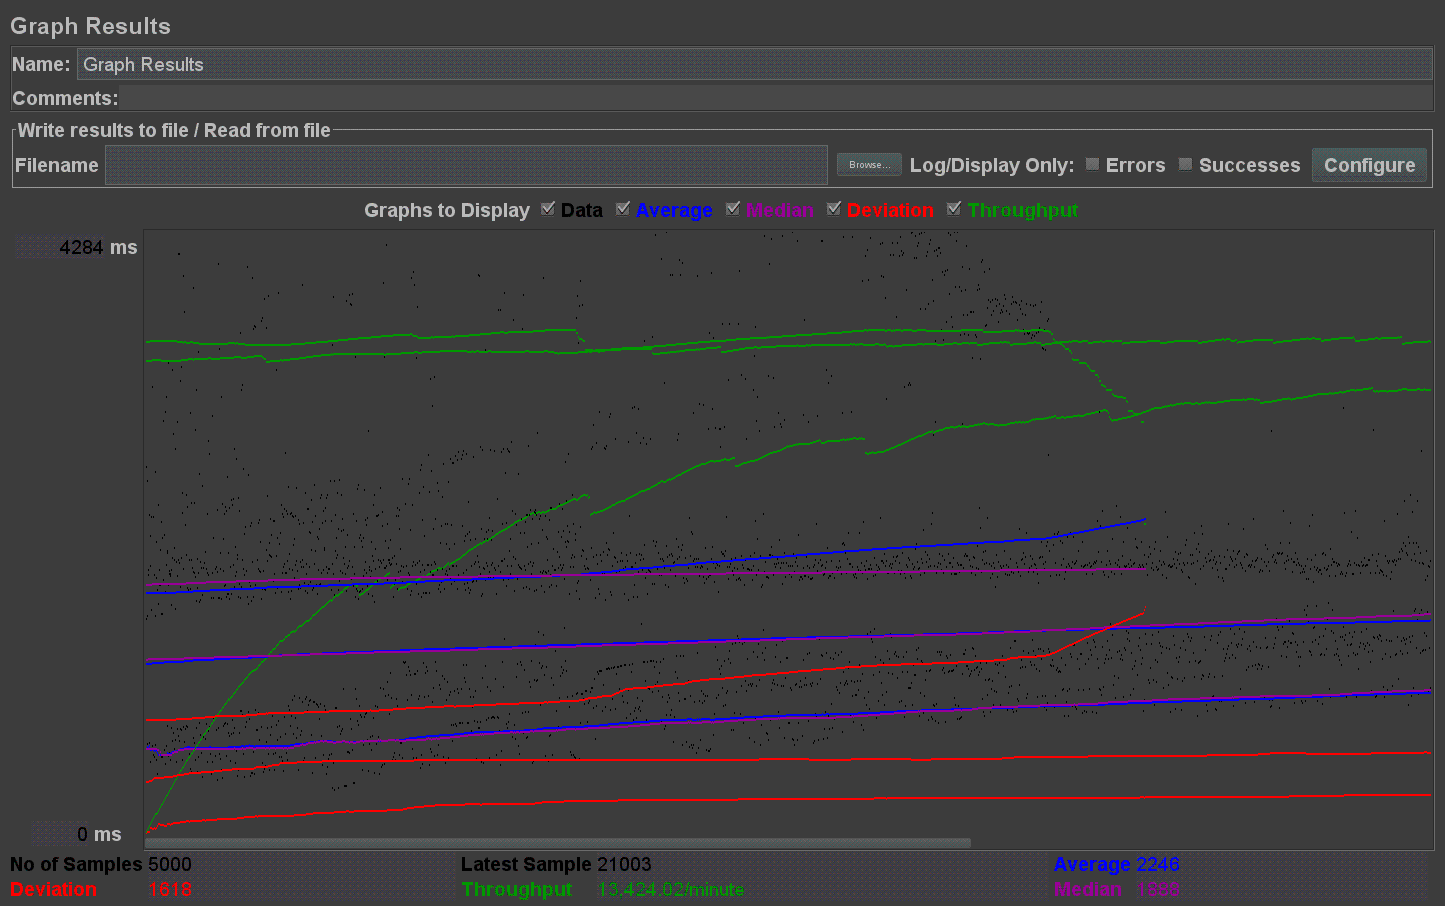 Graph Results
Name: Graph Results
Comments:
Write results to file / Read from file
Filename Browse... Log/Display Only: Errors Successes Configure
Graphs to Display Data Average Median Deviation Throughput
4284 ms
0 ms
No of Samples 5000 Latest Sample 21003 Average 2246
Deviation 1618 Throughput 13,424.02/minute Median